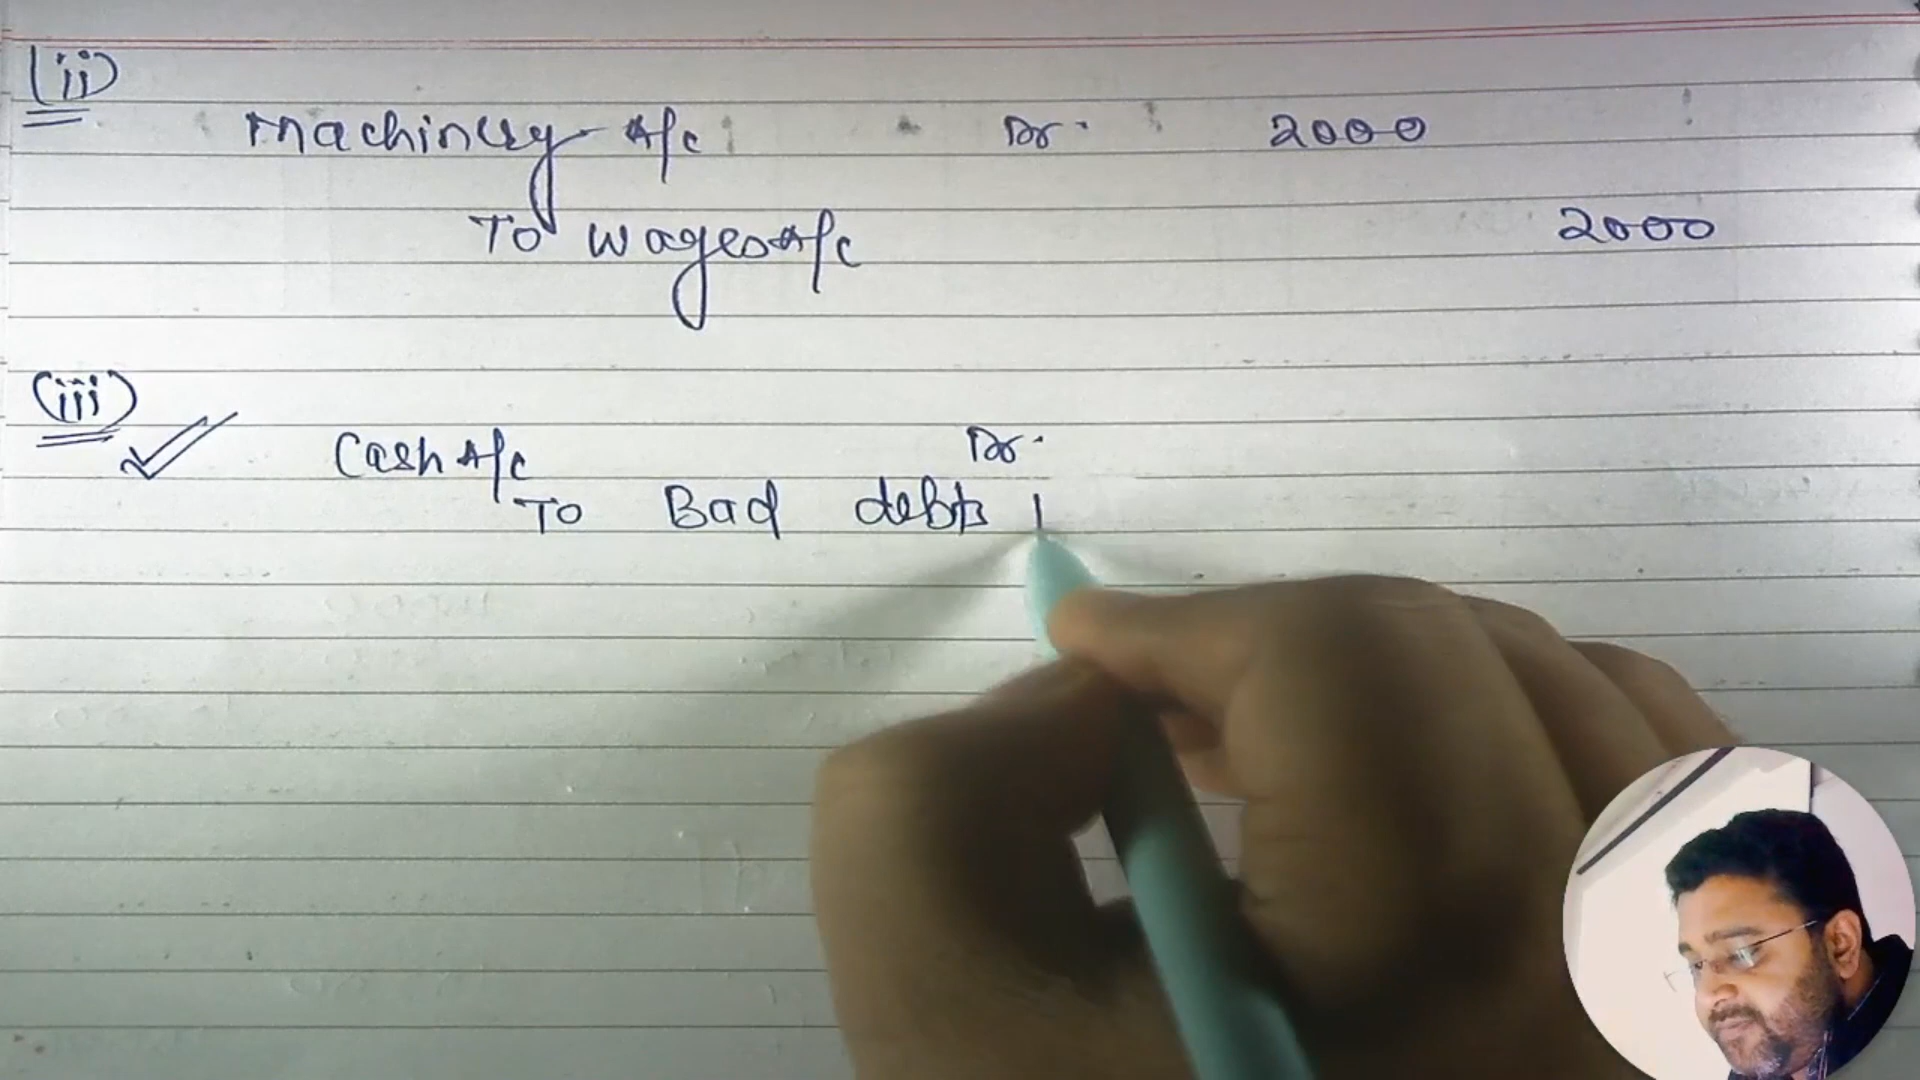 (ii)
Machinery A/c Dr. 2000
To Wages A/c 2000
(iii)
Cash A/c Dr.
To Bad debts